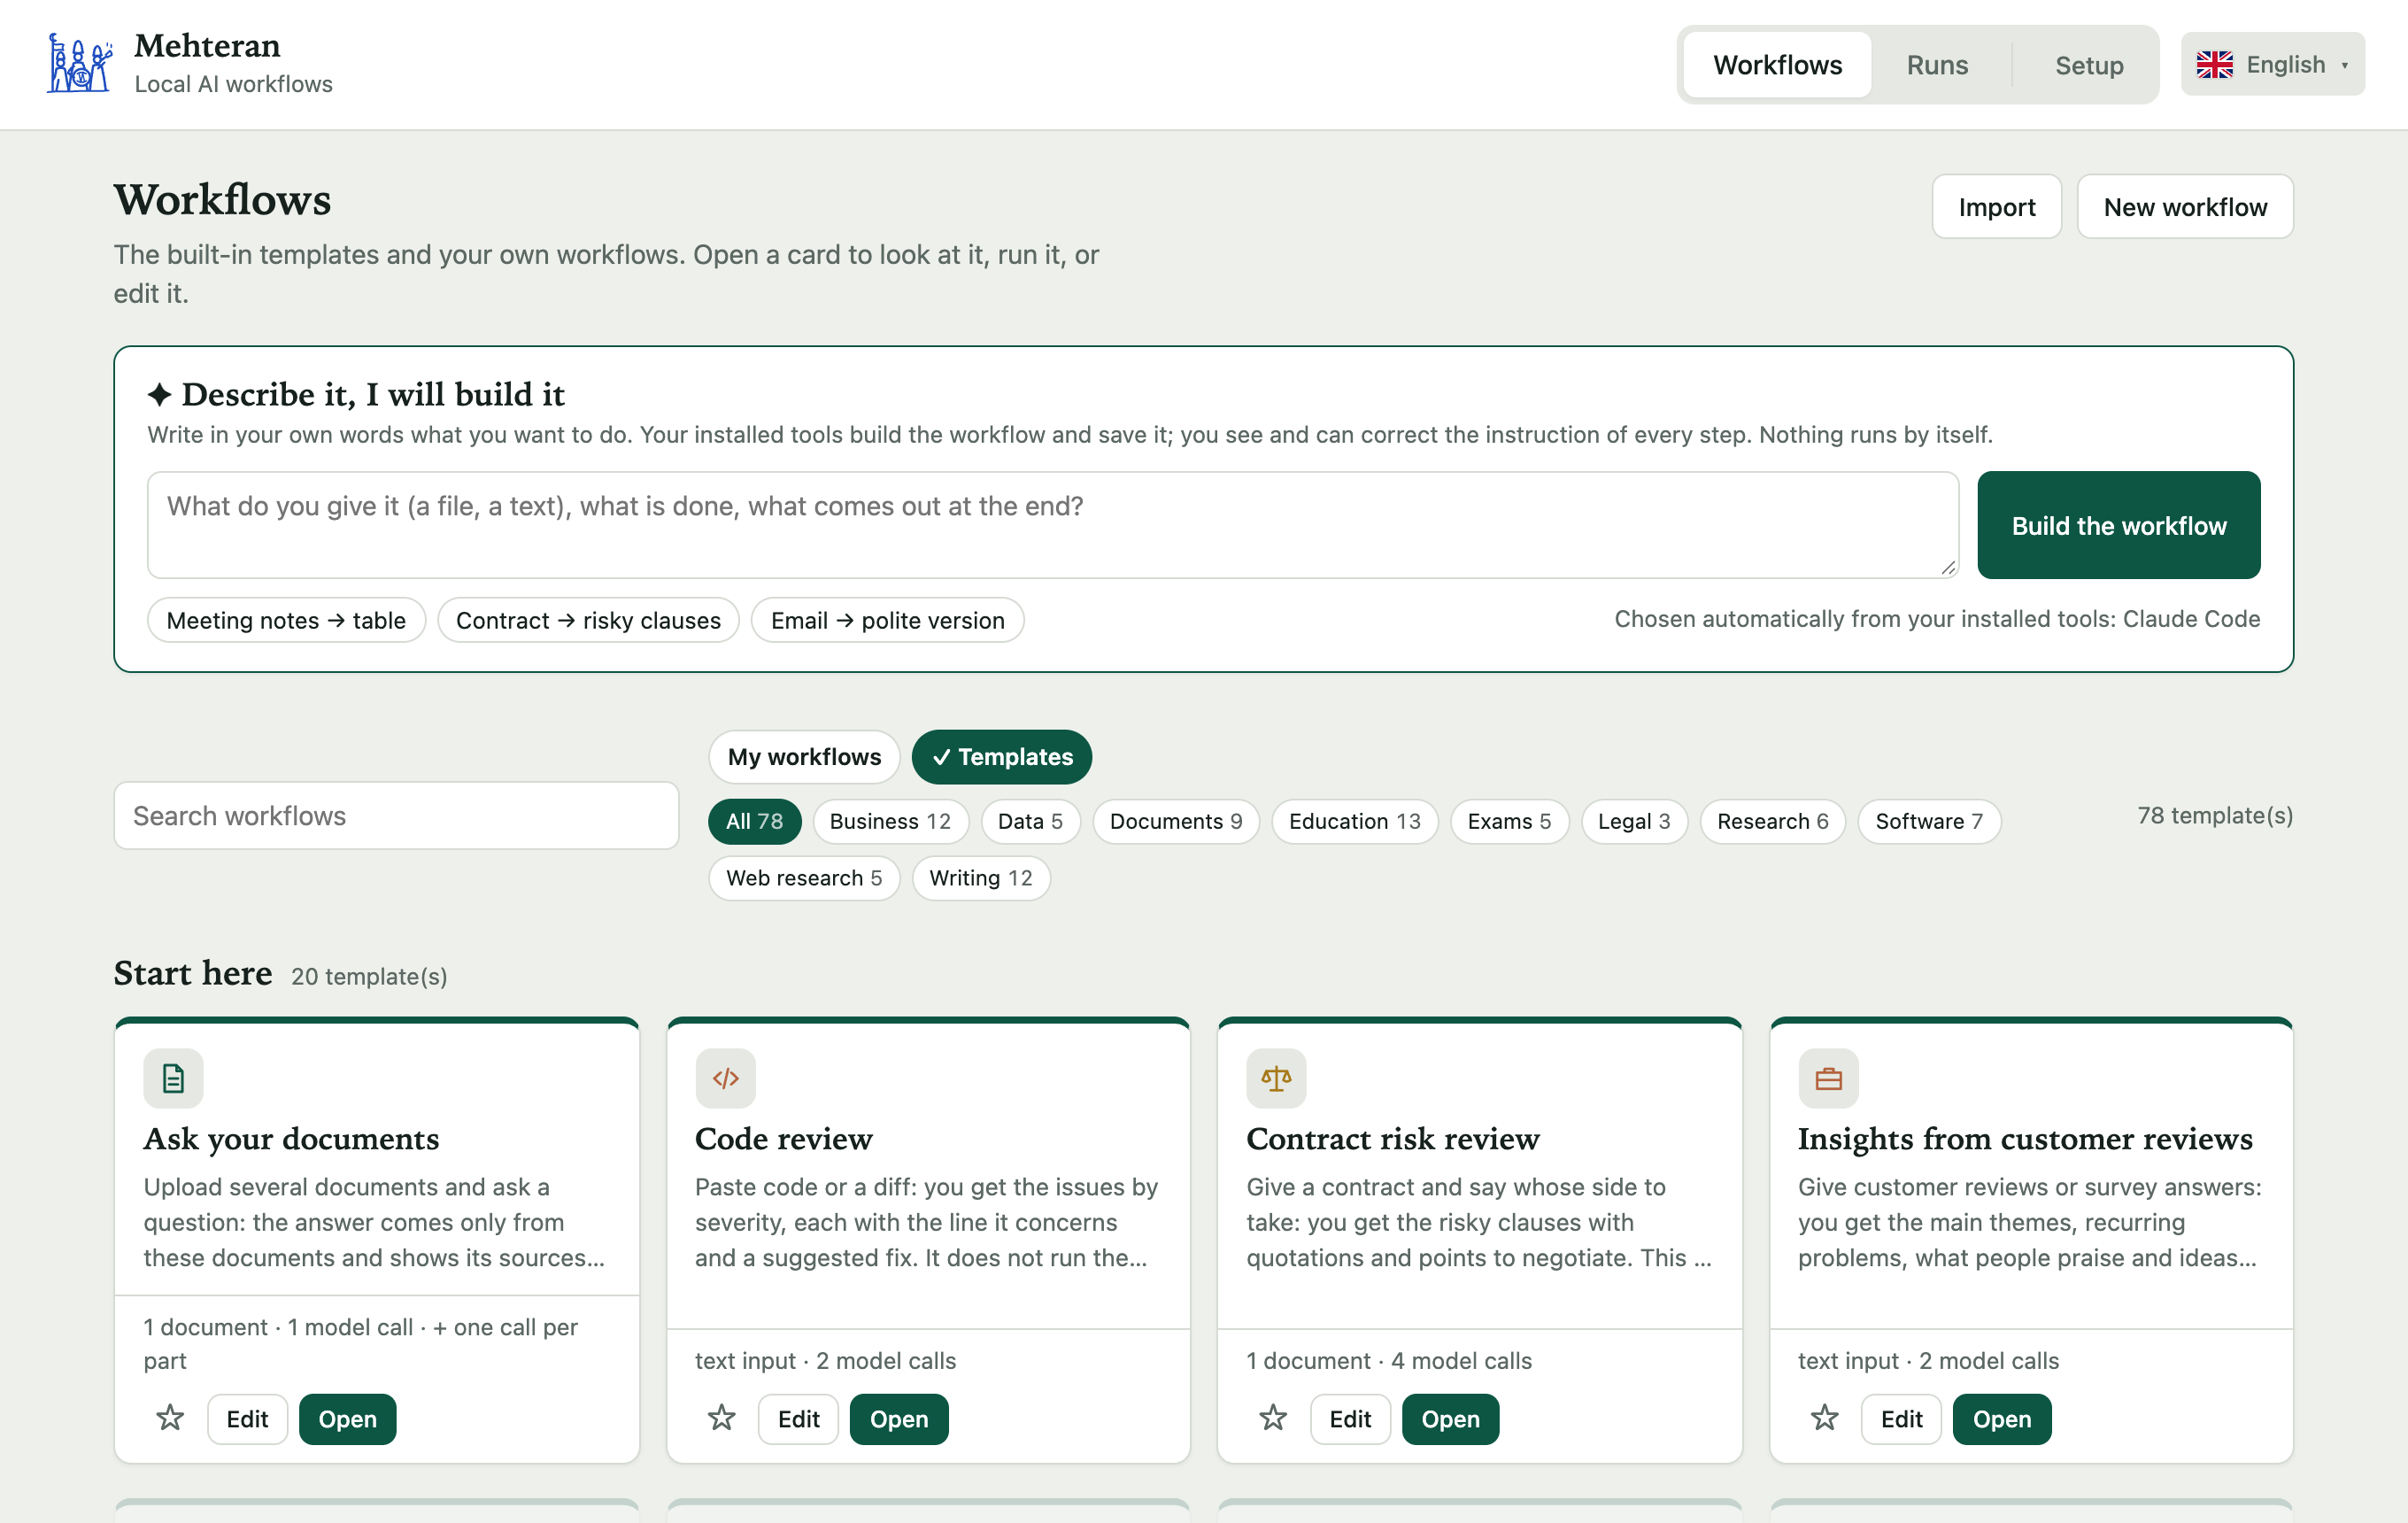 Mehteran
Local AI workflows
Workflows
Runs
Setup
English
Workflows
The built-in templates and your own workflows. Open a card to look at it, run it, or
edit it.
Import
New workflow
✦ Describe it, I will build it
Write in your own words what you want to do. Your installed tools build the workflow and save it; you see and can correct the instruction of every step. Nothing runs by itself.
What do you give it (a file, a text), what is done, what comes out at the end?
Build the workflow
Meeting notes → table
Contract → risky clauses
Email → polite version
Chosen automatically from your installed tools: Claude Code
Search workflows
My workflows
✓ Templates
All 78
Business 12
Data 5
Documents 9
Education 13
Exams 5
Legal 3
Research 6
Software 7
Web research 5
Writing 12
78 template(s)
Start here 20 template(s)
Ask your documents
Upload several documents and ask a
question: the answer comes only from
these documents and shows its sources...
1 document · 1 model call · + one call per
part
Edit
Open
Code review
Paste code or a diff: you get the issues by
severity, each with the line it concerns
and a suggested fix. It does not run the...
text input · 2 model calls
Edit
Open
Contract risk review
Give a contract and say whose side to
take: you get the risky clauses with
quotations and points to negotiate. This ...
1 document · 4 model calls
Edit
Open
Insights from customer reviews
Give customer reviews or survey answers:
you get the main themes, recurring
problems, what people praise and ideas...
text input · 2 model calls
Edit
Open